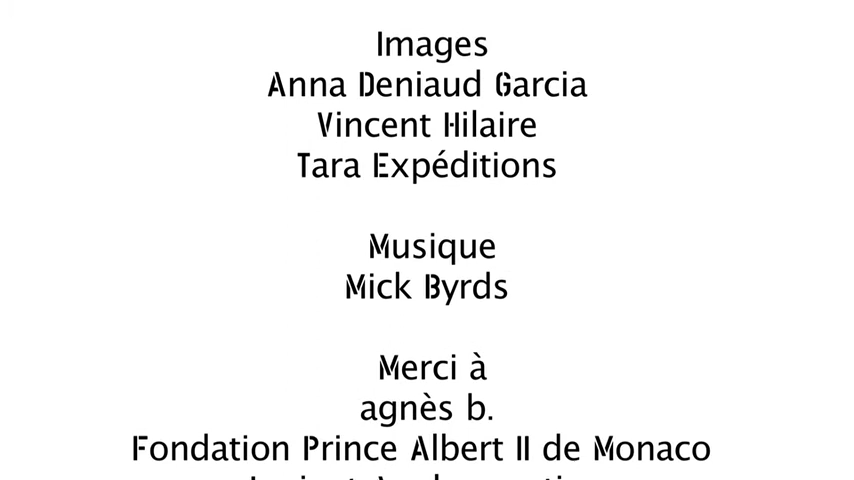 Images
Anna Deniaud Garcia
Vincent Hilaire
Tara Expéditions
Musique
Mick Byrds
Merci à
agnès b.
Fondation Prince Albert II de Monaco